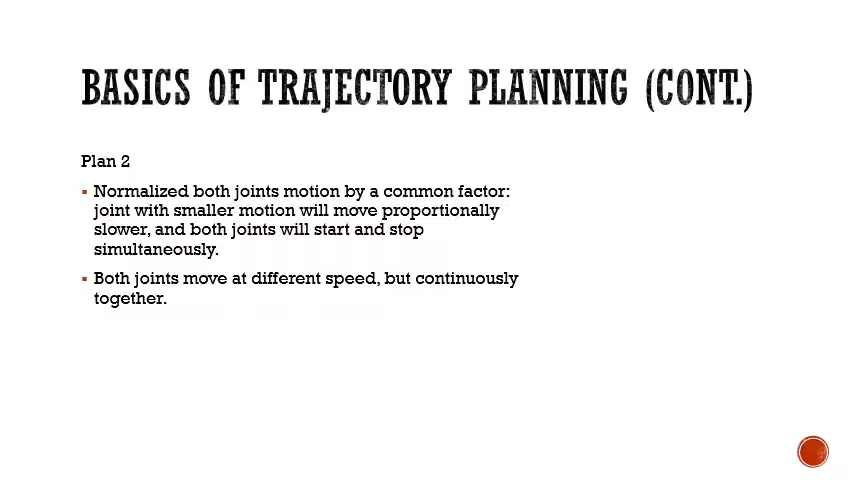 BASICS OF TRAJECTORY PLANNING (CONT.)
Plan 2
▪ Normalized both joints motion by a common factor:
joint with smaller motion will move proportionally
slower, and both joints will start and stop
simultaneously.
▪ Both joints move at different speed, but continuously
together.